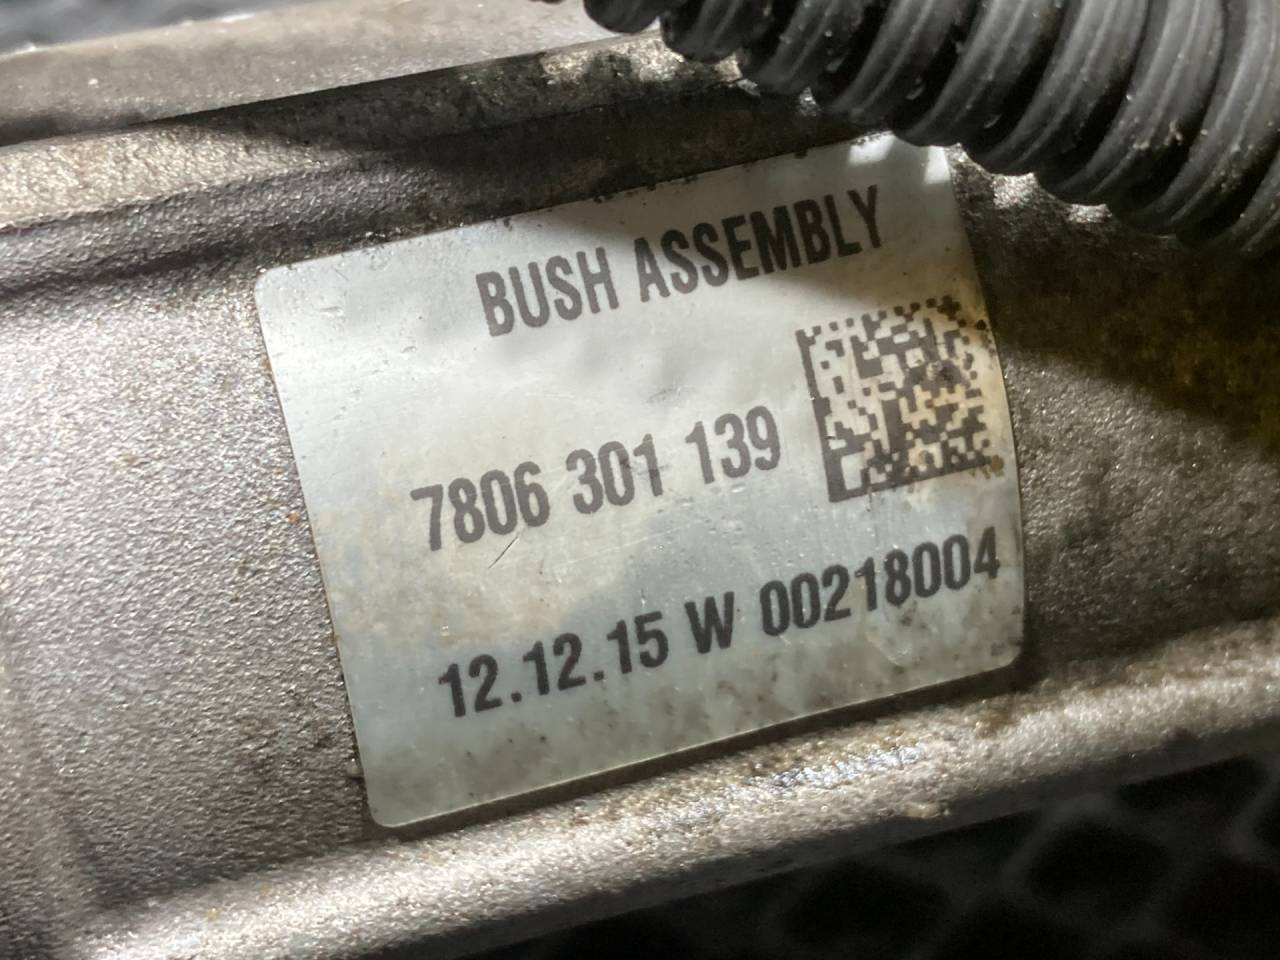 BUSH ASSEMBLY
7806 301 139
12.12.15 W 00218004